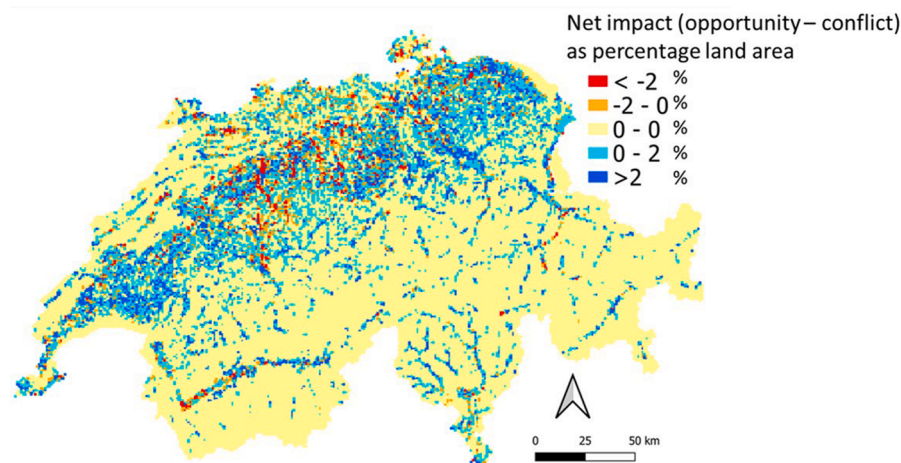 Net impact (opportunity – conflict)
as percentage land area
< -2 %
-2 - 0 %
0 - 0 %
0 - 2 %
>2 %
0 25 50 km